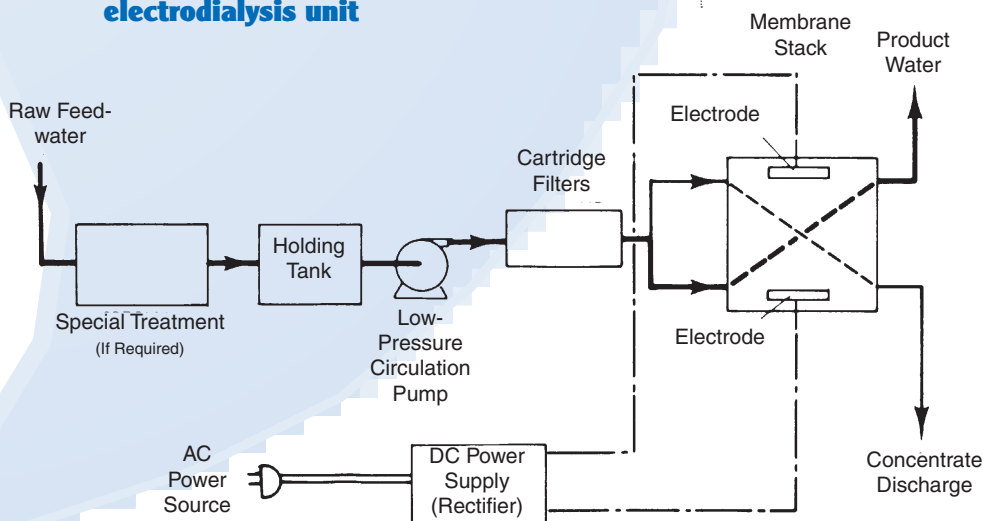 electrodialysis unit
Raw Feed-
water
Special Treatment
(If Required)
Holding
Tank
Low-
Pressure
Circulation
Pump
Cartridge
Filters
Membrane
Stack
Electrode
Electrode
Product
Water
Concentrate
Discharge
AC
Power
Source
DC Power
Supply
(Rectifier)